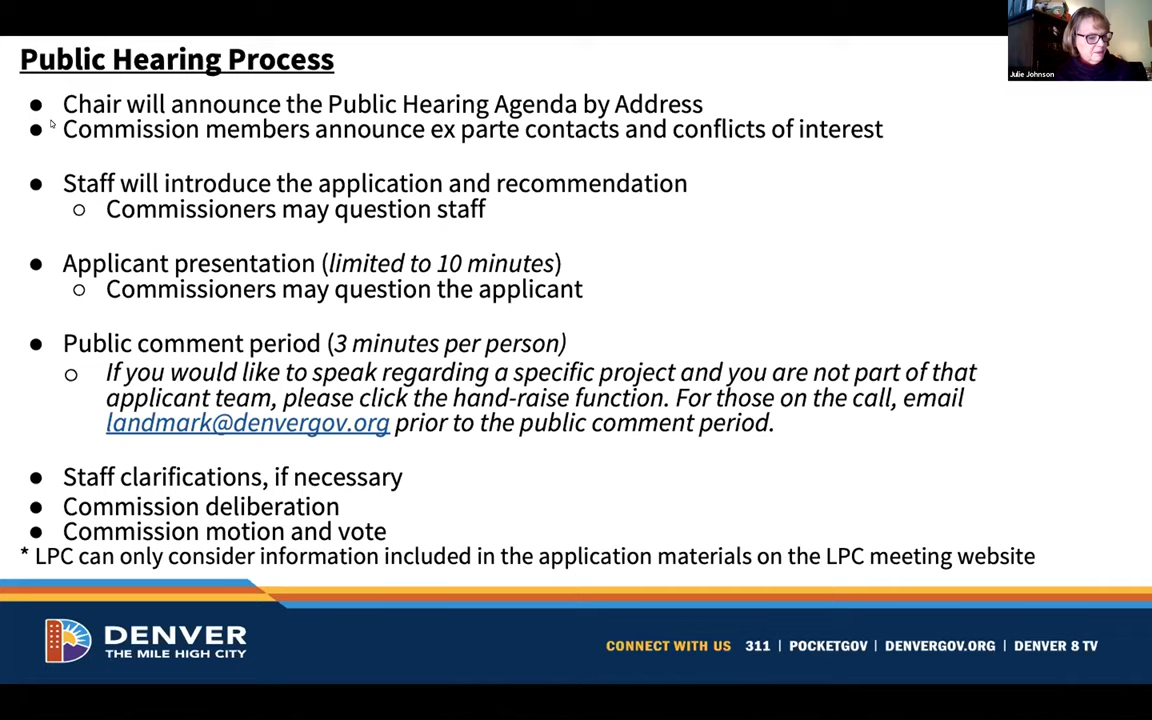 Public Hearing Process
Julie Johnson
● Chair will announce the Public Hearing Agenda by Address
● Commission members announce ex parte contacts and conflicts of interest
● Staff will introduce the application and recommendation
○ Commissioners may question staff
● Applicant presentation (limited to 10 minutes)
○ Commissioners may question the applicant
● Public comment period (3 minutes per person)
○ If you would like to speak regarding a specific project and you are not part of that
applicant team, please click the hand-raise function. For those on the call, email
landmark@denvergov.org prior to the public comment period.
● Staff clarifications, if necessary
● Commission deliberation
● Commission motion and vote
* LPC can only consider information included in the application materials on the LPC meeting website
DENVER
THE MILE HIGH CITY
CONNECT WITH US 311 | POCKETGOV | DENVERGOV.ORG | DENVER 8 TV